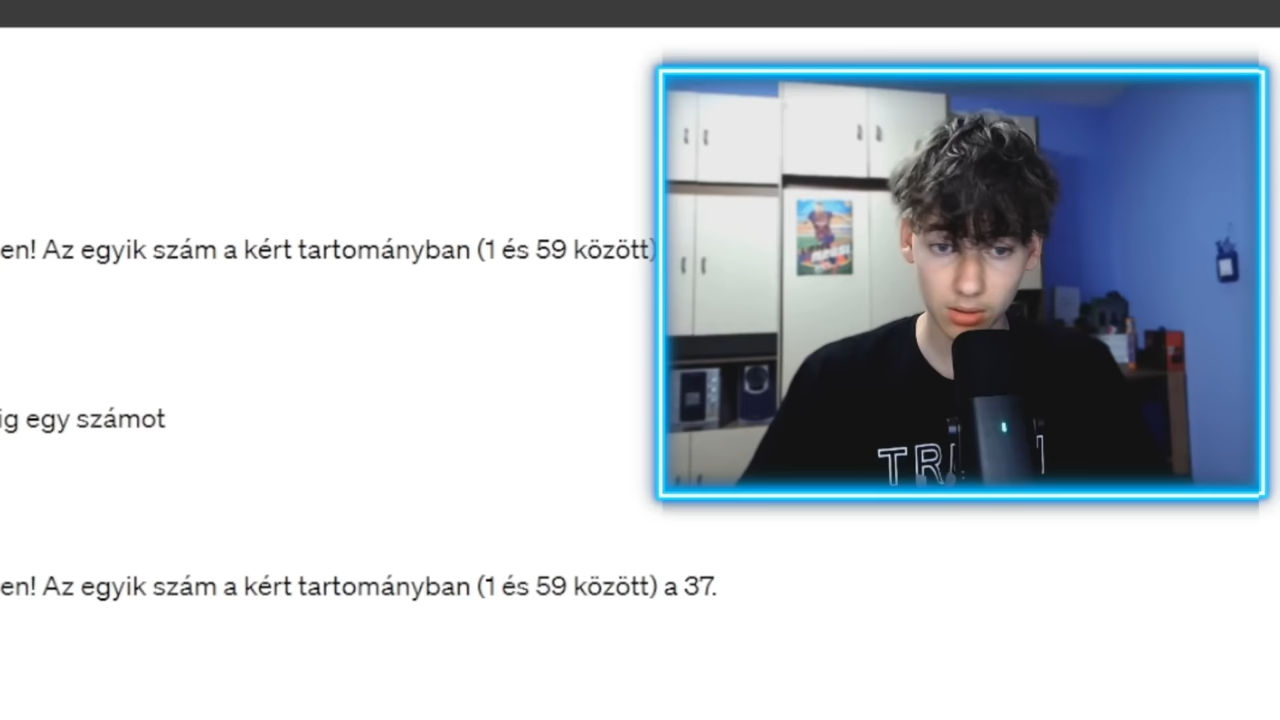 en! Az egyik szám a kért tartományban (1 és 59 között)
ig egy számot
en! Az egyik szám a kért tartományban (1 és 59 között) a 37.